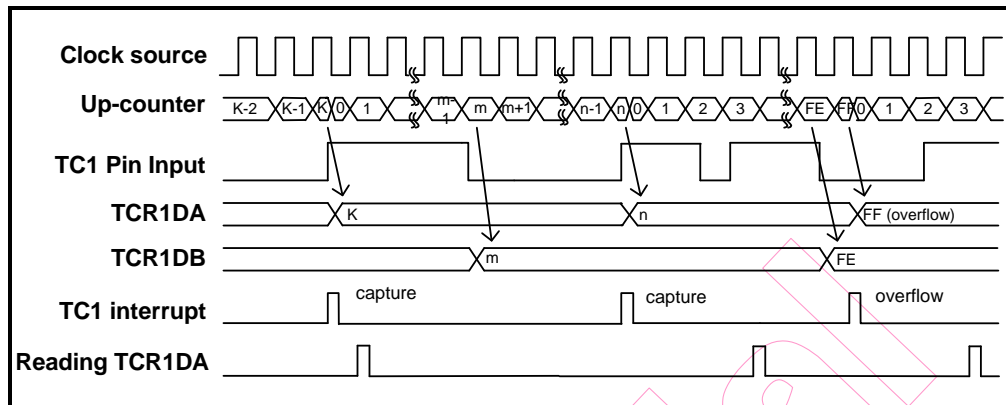 Clock source
Up-counter
K-2 K-1 K 0 1 m-1 m m+1 n-1 n 0 1 2 3 FE FF 0 1 2 3
TC1 Pin Input
TCR1DA
K n FF (overflow)
TCR1DB
m FE
TC1 interrupt
capture capture overflow
Reading TCR1DA